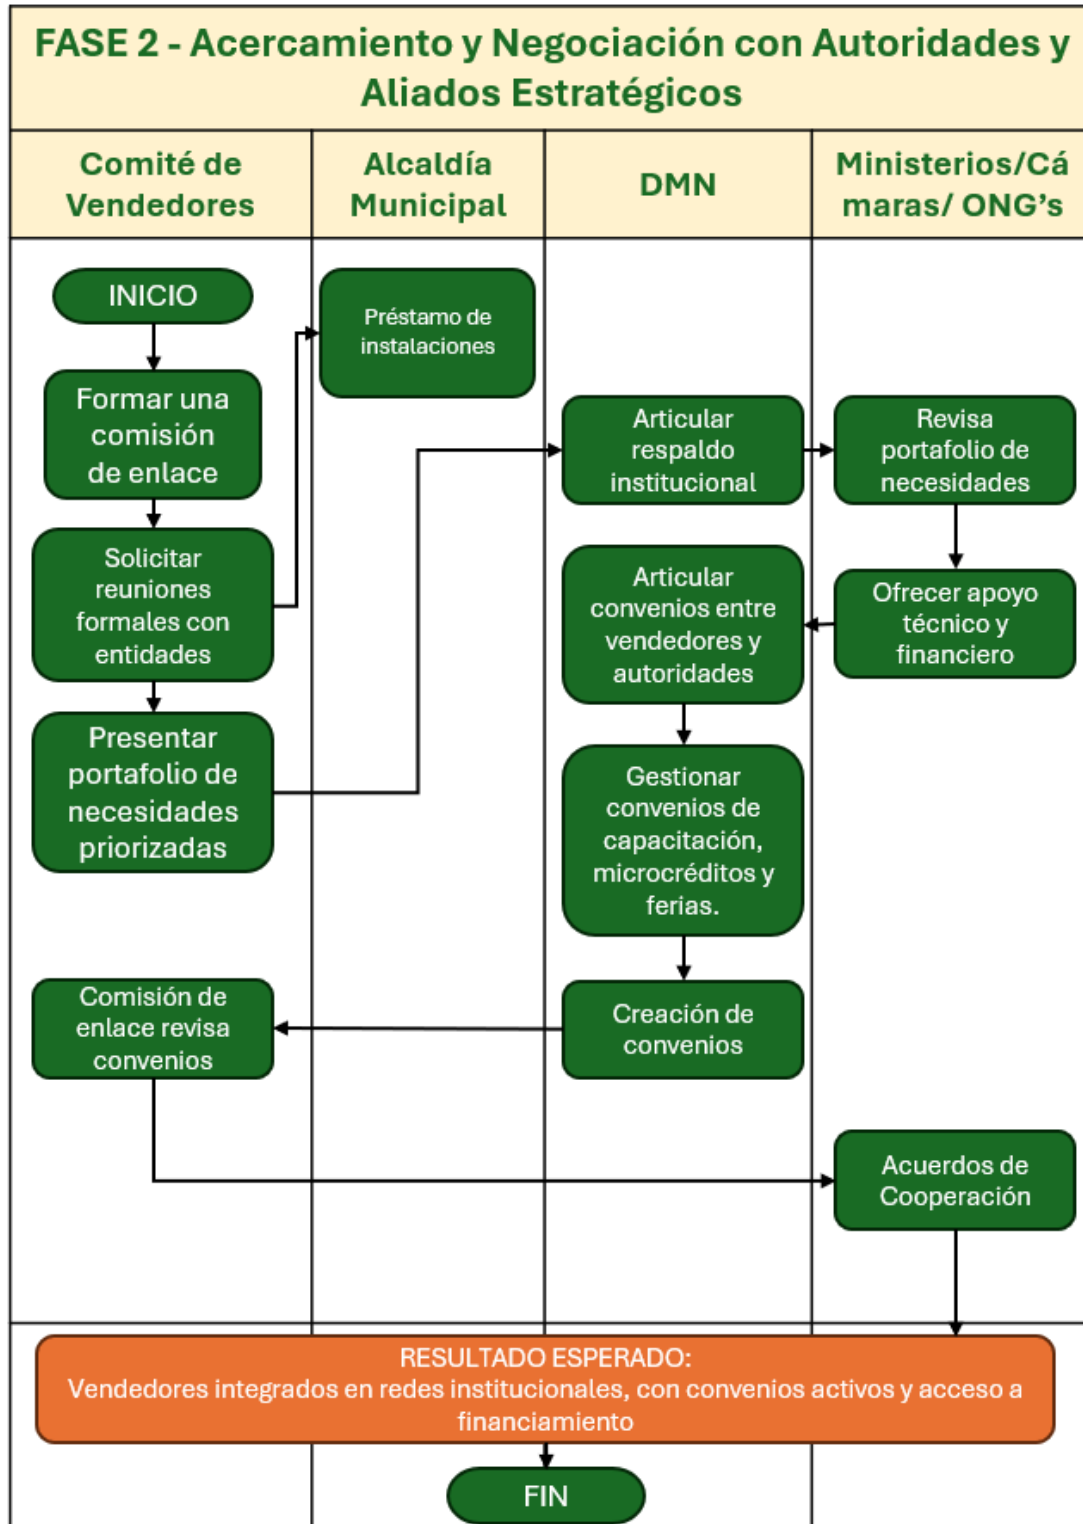 FASE 2 - Acercamiento y Negociación con Autoridades y
Aliados Estratégicos
Comité de
Vendedores
Alcaldía
Municipal
DMN
Ministerios/Cá
maras/ ONG’s
INICIO
Formar una
comisión
de enlace
Solicitar
reuniones
formales con
entidades
Presentar
portafolio de
necesidades
priorizadas
Préstamo de
instalaciones
Articular
respaldo
institucional
Revisa
portafolio de
necesidades
Ofrecer apoyo
técnico y
financiero
Articular
convenios entre
vendedores y
autoridades
Gestionar
convenios de
capacitación,
microcréditos y
ferias.
Creación de
convenios
Comisión de
enlace revisa
convenios
Acuerdos de
Cooperación
RESULTADO ESPERADO:
Vendedores integrados en redes institucionales, con convenios activos y acceso a
financiamiento
FIN